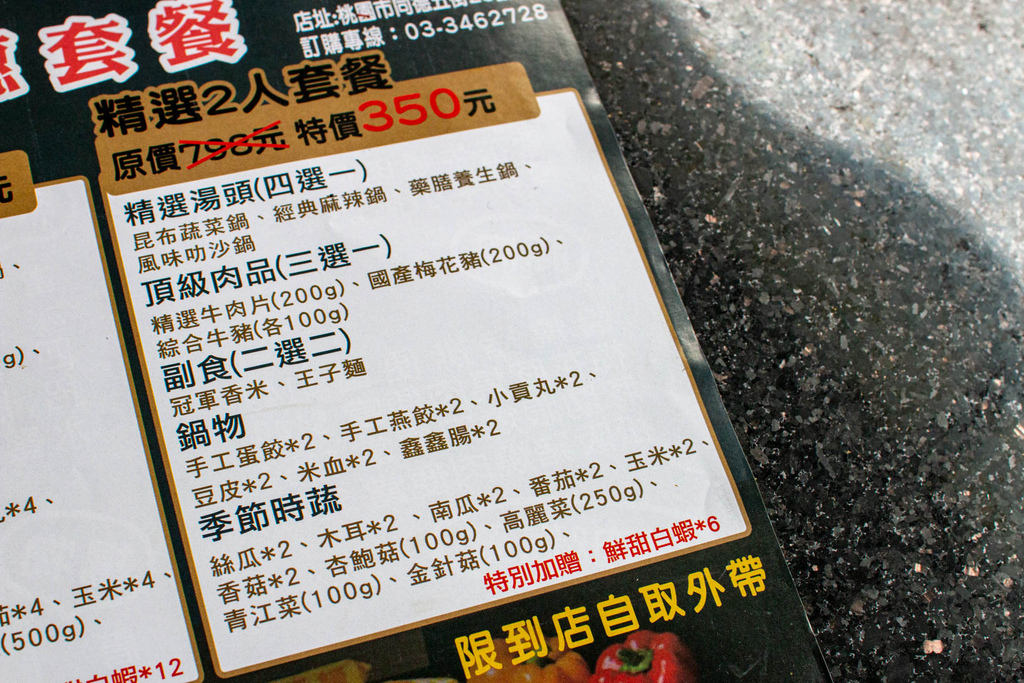 套餐
店址:桃園市同德五街
訂購專線：03-3462728
精選2人套餐
原價798元 特價350元
精選湯頭(四選一)
昆布蔬菜鍋、經典麻辣鍋、藥膳養生鍋、
風味叻沙鍋
頂級肉品(三選一)
精選牛肉片(200g)、國產梅花豬(200g)、
綜合牛豬(各100g)
副食(二選二)
冠軍香米、王子麵
鍋物
手工蛋餃*2、手工燕餃*2、小貢丸*2、
豆皮*2、米血*2、鑫鑫腸*2
季節時蔬
絲瓜*2、木耳*2、南瓜*2、番茄*2、玉米*2、
香菇*2、杏鮑菇(100g)、高麗菜(250g)、
青江菜(100g)、金針菇(100g)、
特別加贈：鮮甜白蝦*6
限到店自取外帶
元
g)、
*4、
茄*4、玉米*4、
(500g)、
白蝦*12